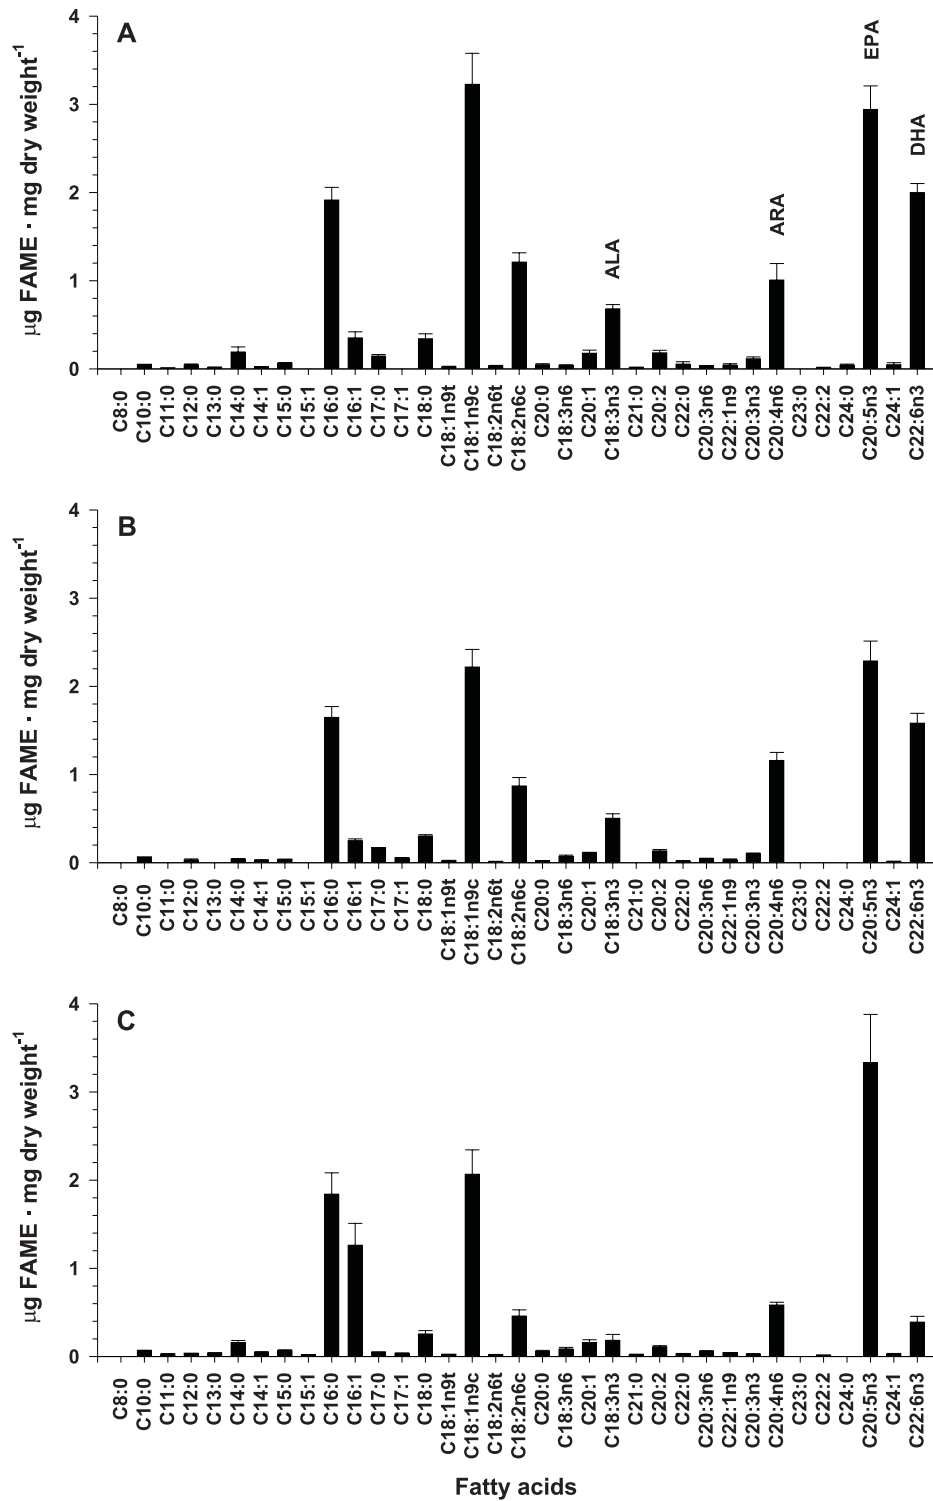 A
μg FAME · mg dry weight-1
4
3
2
1
0
ALA
ARA
EPA
DHA
C8:0
C10:0
C11:0
C12:0
C13:0
C14:0
C14:1
C15:0
C15:1
C16:0
C16:1
C17:0
C17:1
C18:0
C18:1n9t
C18:1n9c
C18:2n6t
C18:2n6c
C20:0
C18:3n6
C20:1
C18:3n3
C21:0
C20:2
C22:0
C20:3n6
C22:1n9
C20:3n3
C20:4n6
C23:0
C22:2
C24:0
C20:5n3
C24:1
C22:6n3
B
μg FAME · mg dry weight-1
4
3
2
1
0
C8:0
C10:0
C11:0
C12:0
C13:0
C14:0
C14:1
C15:0
C15:1
C16:0
C16:1
C17:0
C17:1
C18:0
C18:1n9t
C18:1n9c
C18:2n6t
C18:2n6c
C20:0
C18:3n6
C20:1
C18:3n3
C21:0
C20:2
C22:0
C20:3n6
C22:1n9
C20:3n3
C20:4n6
C23:0
C22:2
C24:0
C20:5n3
C24:1
C22:6n3
C
μg FAME · mg dry weight-1
4
3
2
1
0
C8:0
C10:0
C11:0
C12:0
C13:0
C14:0
C14:1
C15:0
C15:1
C16:0
C16:1
C17:0
C17:1
C18:0
C18:1n9t
C18:1n9c
C18:2n6t
C18:2n6c
C20:0
C18:3n6
C20:1
C18:3n3
C21:0
C20:2
C22:0
C20:3n6
C22:1n9
C20:3n3
C20:4n6
C23:0
C22:2
C24:0
C20:5n3
C24:1
C22:6n3
Fatty acids